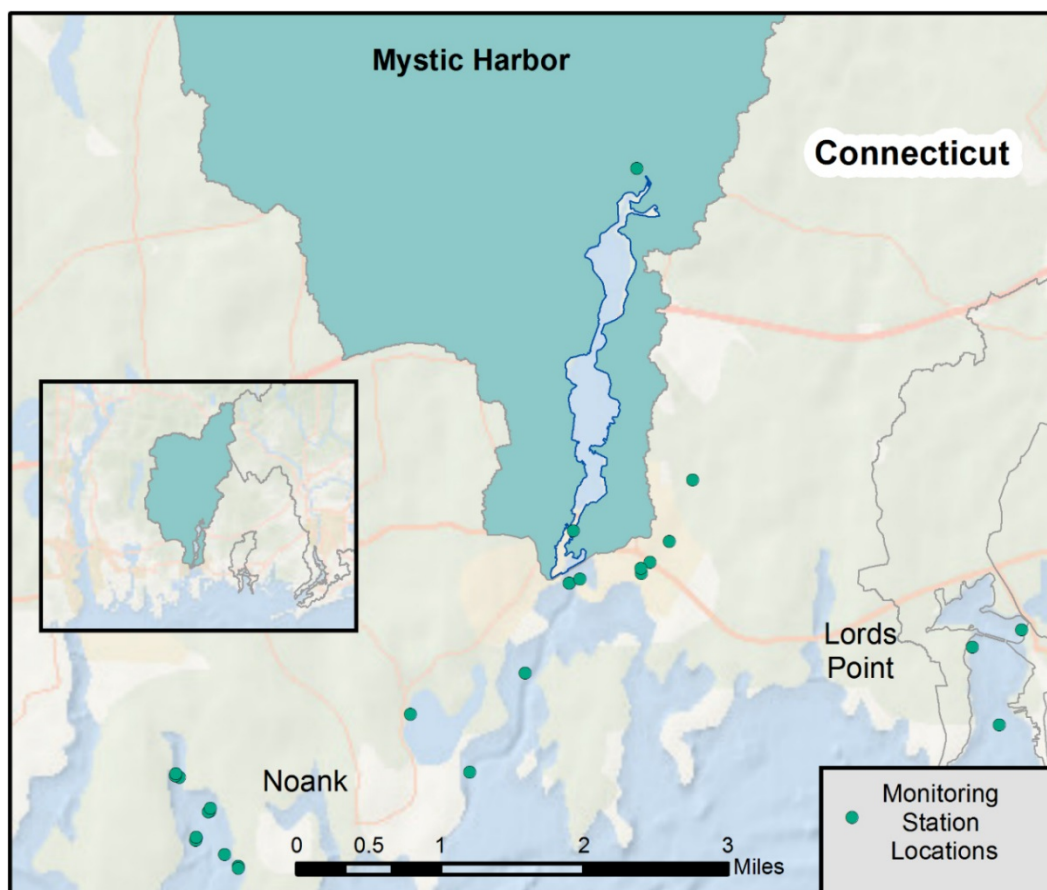 Mystic Harbor
Connecticut
Lords
Point
Noank
0 0.5 1 2 3
Miles
Monitoring
Station
Locations